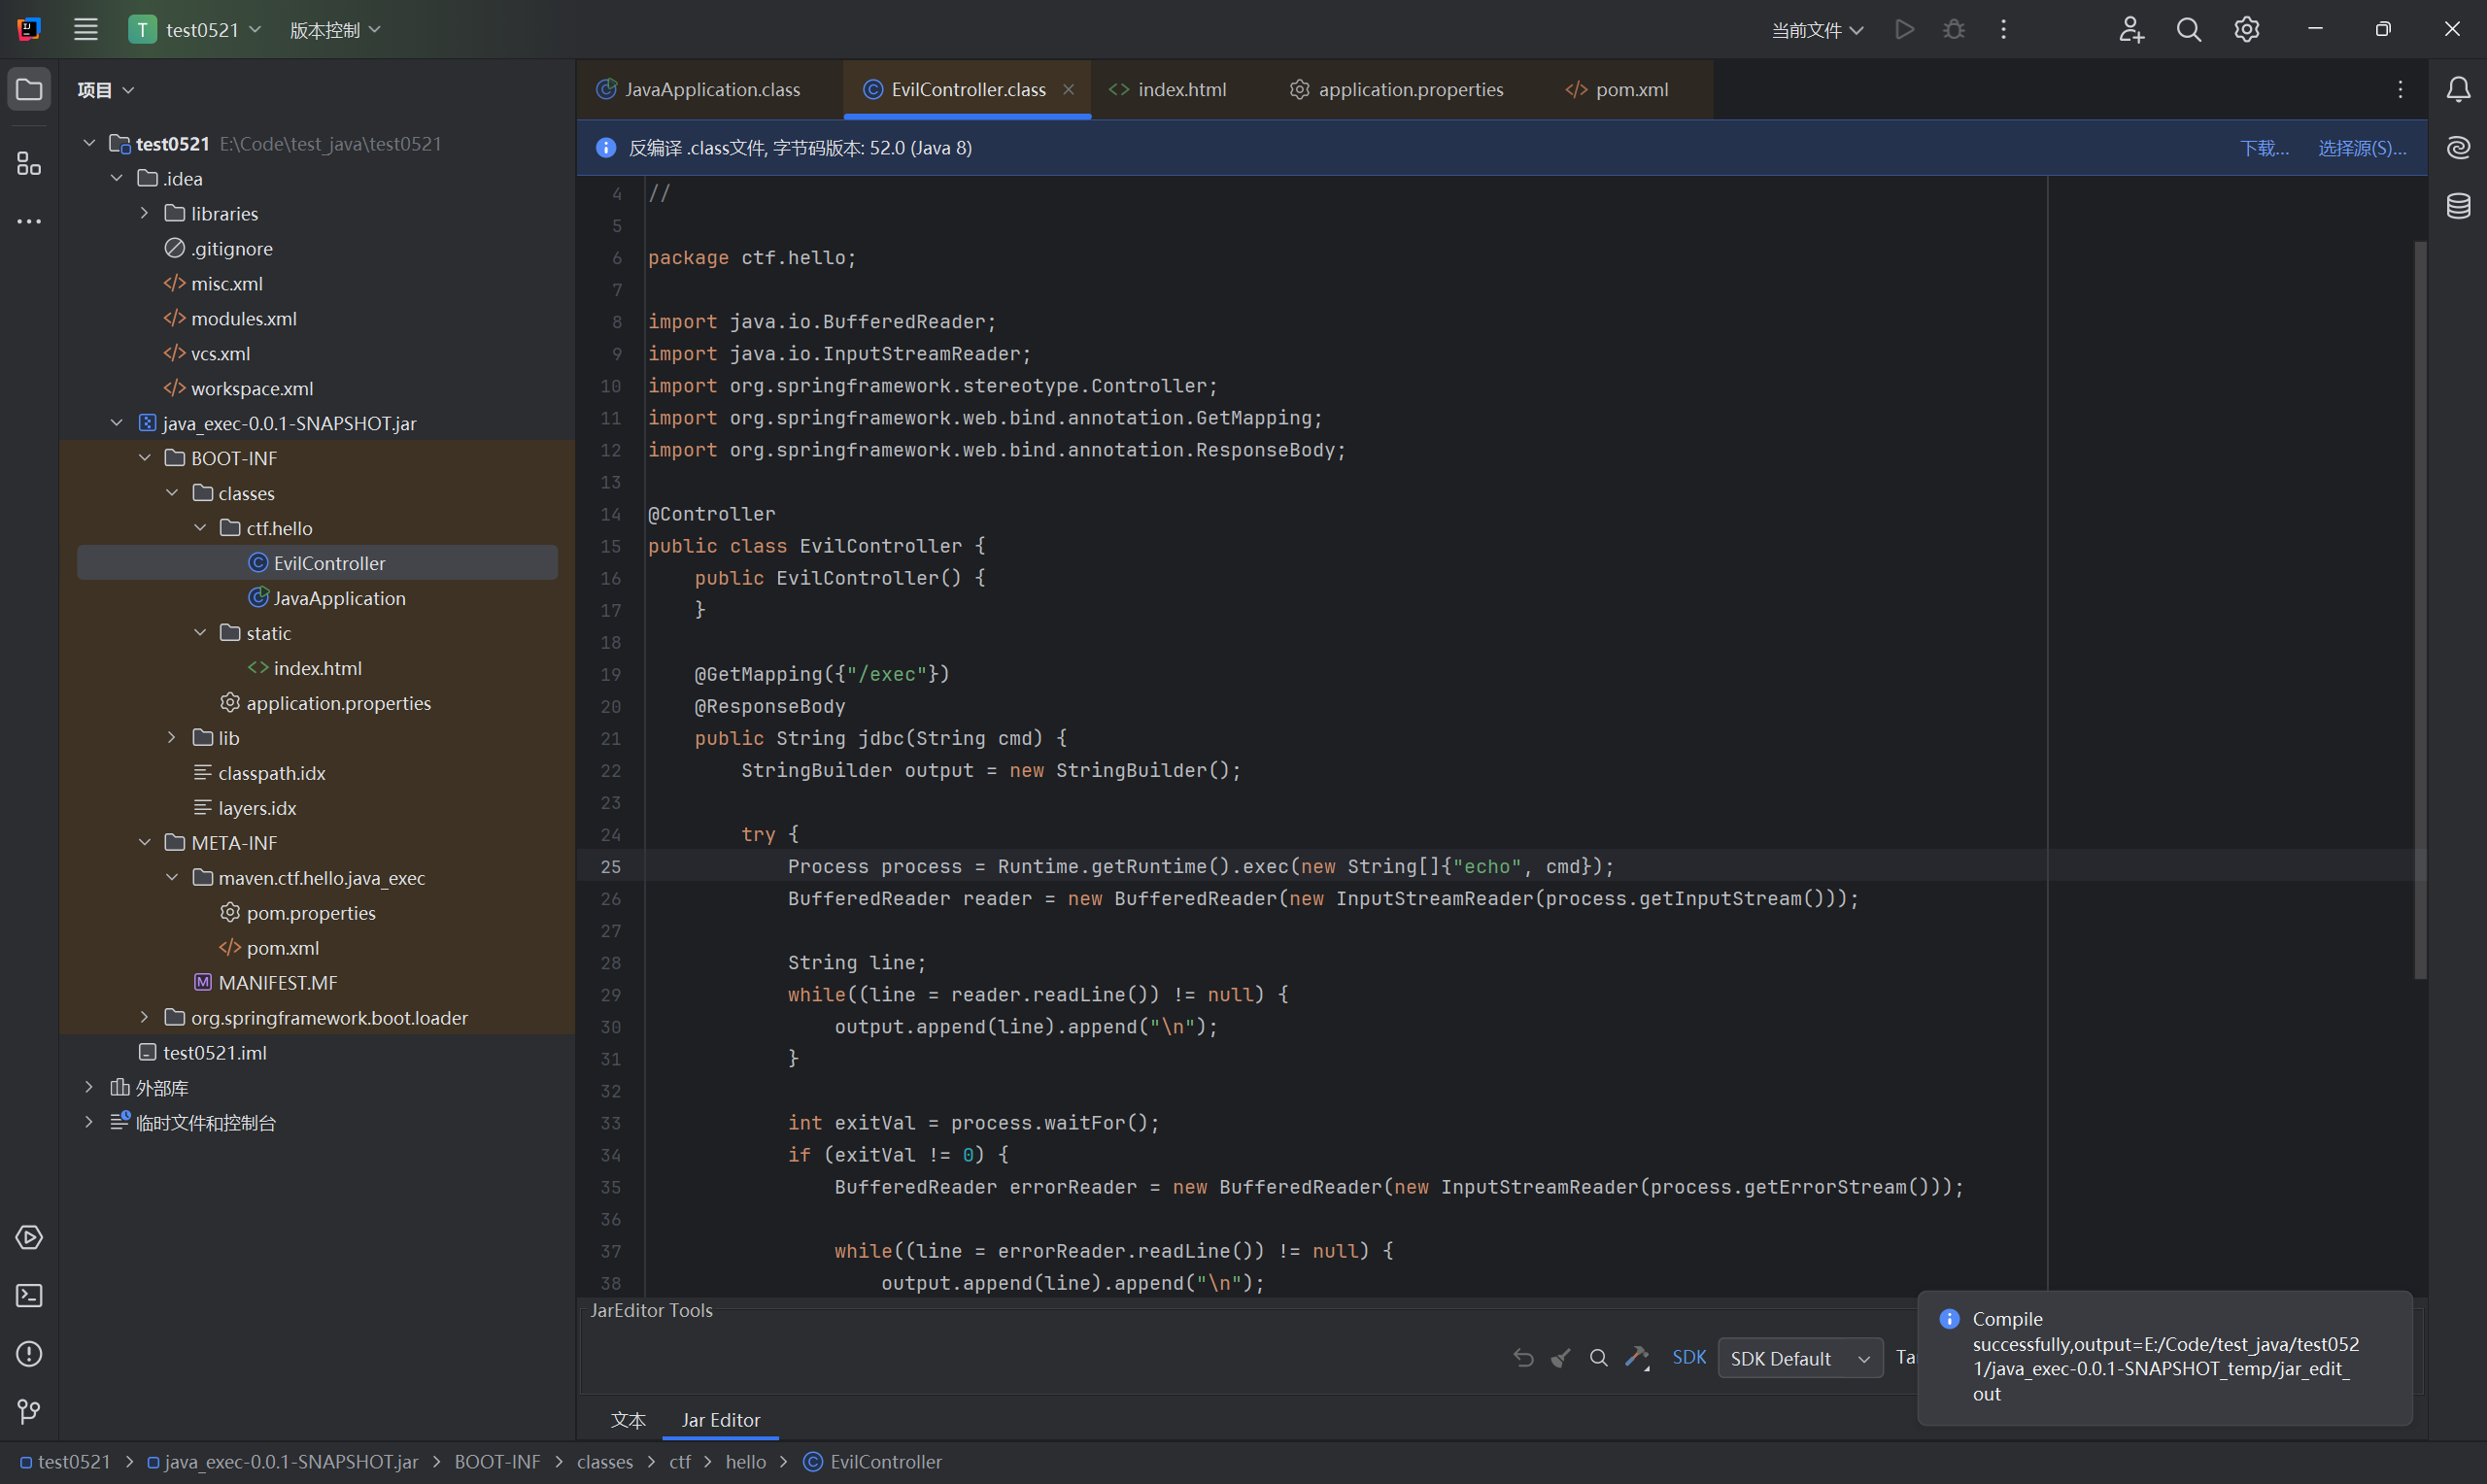 T test0521 版本控制 当前文件
项目
test0521 E:\Code\test_java\test0521
.idea
libraries
.gitignore
misc.xml
modules.xml
vcs.xml
workspace.xml
java_exec-0.0.1-SNAPSHOT.jar
BOOT-INF
classes
ctf.hello
EvilController
JavaApplication
static
index.html
application.properties
lib
classpath.idx
layers.idx
META-INF
maven.ctf.hello.java_exec
pom.properties
pom.xml
MANIFEST.MF
org.springframework.boot.loader
test0521.iml
外部库
临时文件和控制台
JavaApplication.class EvilController.class index.html application.properties pom.xml
反编译 .class文件, 字节码版本: 52.0 (Java 8) 下载... 选择源(S)...
4 //
5
6 package ctf.hello;
7
8 import java.io.BufferedReader;
9 import java.io.InputStreamReader;
10 import org.springframework.stereotype.Controller;
11 import org.springframework.web.bind.annotation.GetMapping;
12 import org.springframework.web.bind.annotation.ResponseBody;
13
14 @Controller
15 public class EvilController {
16     public EvilController() {
17     }
18
19     @GetMapping({"/exec"})
20     @ResponseBody
21     public String jdbc(String cmd) {
22         StringBuilder output = new StringBuilder();
23
24         try {
25             Process process = Runtime.getRuntime().exec(new String[]{"echo", cmd});
26             BufferedReader reader = new BufferedReader(new InputStreamReader(process.getInputStream()));
27
28             String line;
29             while((line = reader.readLine()) != null) {
30                 output.append(line).append("\n");
31             }
32
33             int exitVal = process.waitFor();
34             if (exitVal != 0) {
35                 BufferedReader errorReader = new BufferedReader(new InputStreamReader(process.getErrorStream()));
36
37                 while((line = errorReader.readLine()) != null) {
38                     output.append(line).append("\n");
JarEditor Tools
SDK SDK Default Ta
Compile
successfully,output=E:/Code/test_java/test052
1/java_exec-0.0.1-SNAPSHOT_temp/jar_edit_
out
文本 Jar Editor
test0521 > java_exec-0.0.1-SNAPSHOT.jar > BOOT-INF > classes > ctf > hello > EvilController